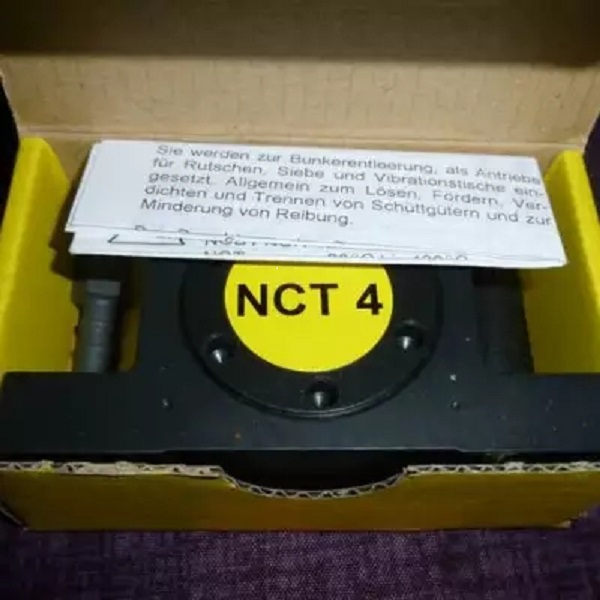 Sie werden zur Bunkerentleerung, als Antriebe
für Rutschen, Siebe und Vibrationstische ein-
gesetzt. Allgemein zum Lösen, Fördern, Ver-
dichten und Trennen von Schüttgütern und zur
Minderung von Reibung.
NCT 4